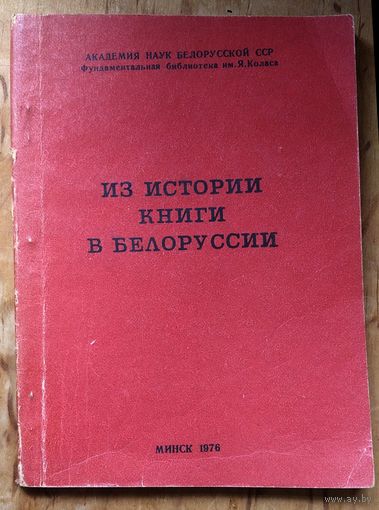 АКАДЕМИЯ НАУК БЕЛОРУССКОЙ ССР
Фундаментальная библиотека им. Я. Коласа
ИЗ ИСТОРИИ
КНИГИ
В БЕЛОРУССИИ
МИНСК 1976
www.ay.by